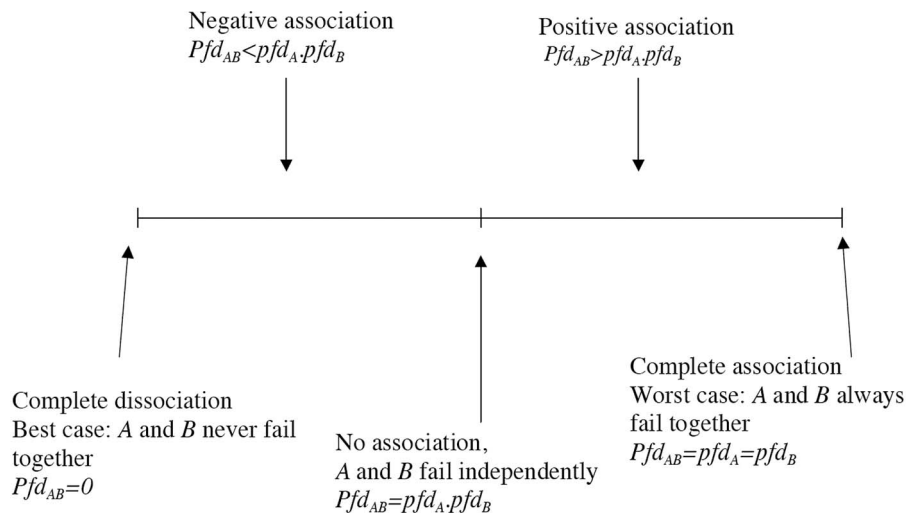 Negative association
Pfd_AB<pfd_A.pfd_B
Positive association
Pfd_AB>pfd_A.pfd_B
Complete dissociation
Best case: A and B never fail
together
Pfd_AB=0
No association,
A and B fail independently
Pfd_AB=pfd_A.pfd_B
Complete association
Worst case: A and B always
fail together
Pfd_AB=pfd_A=pfd_B